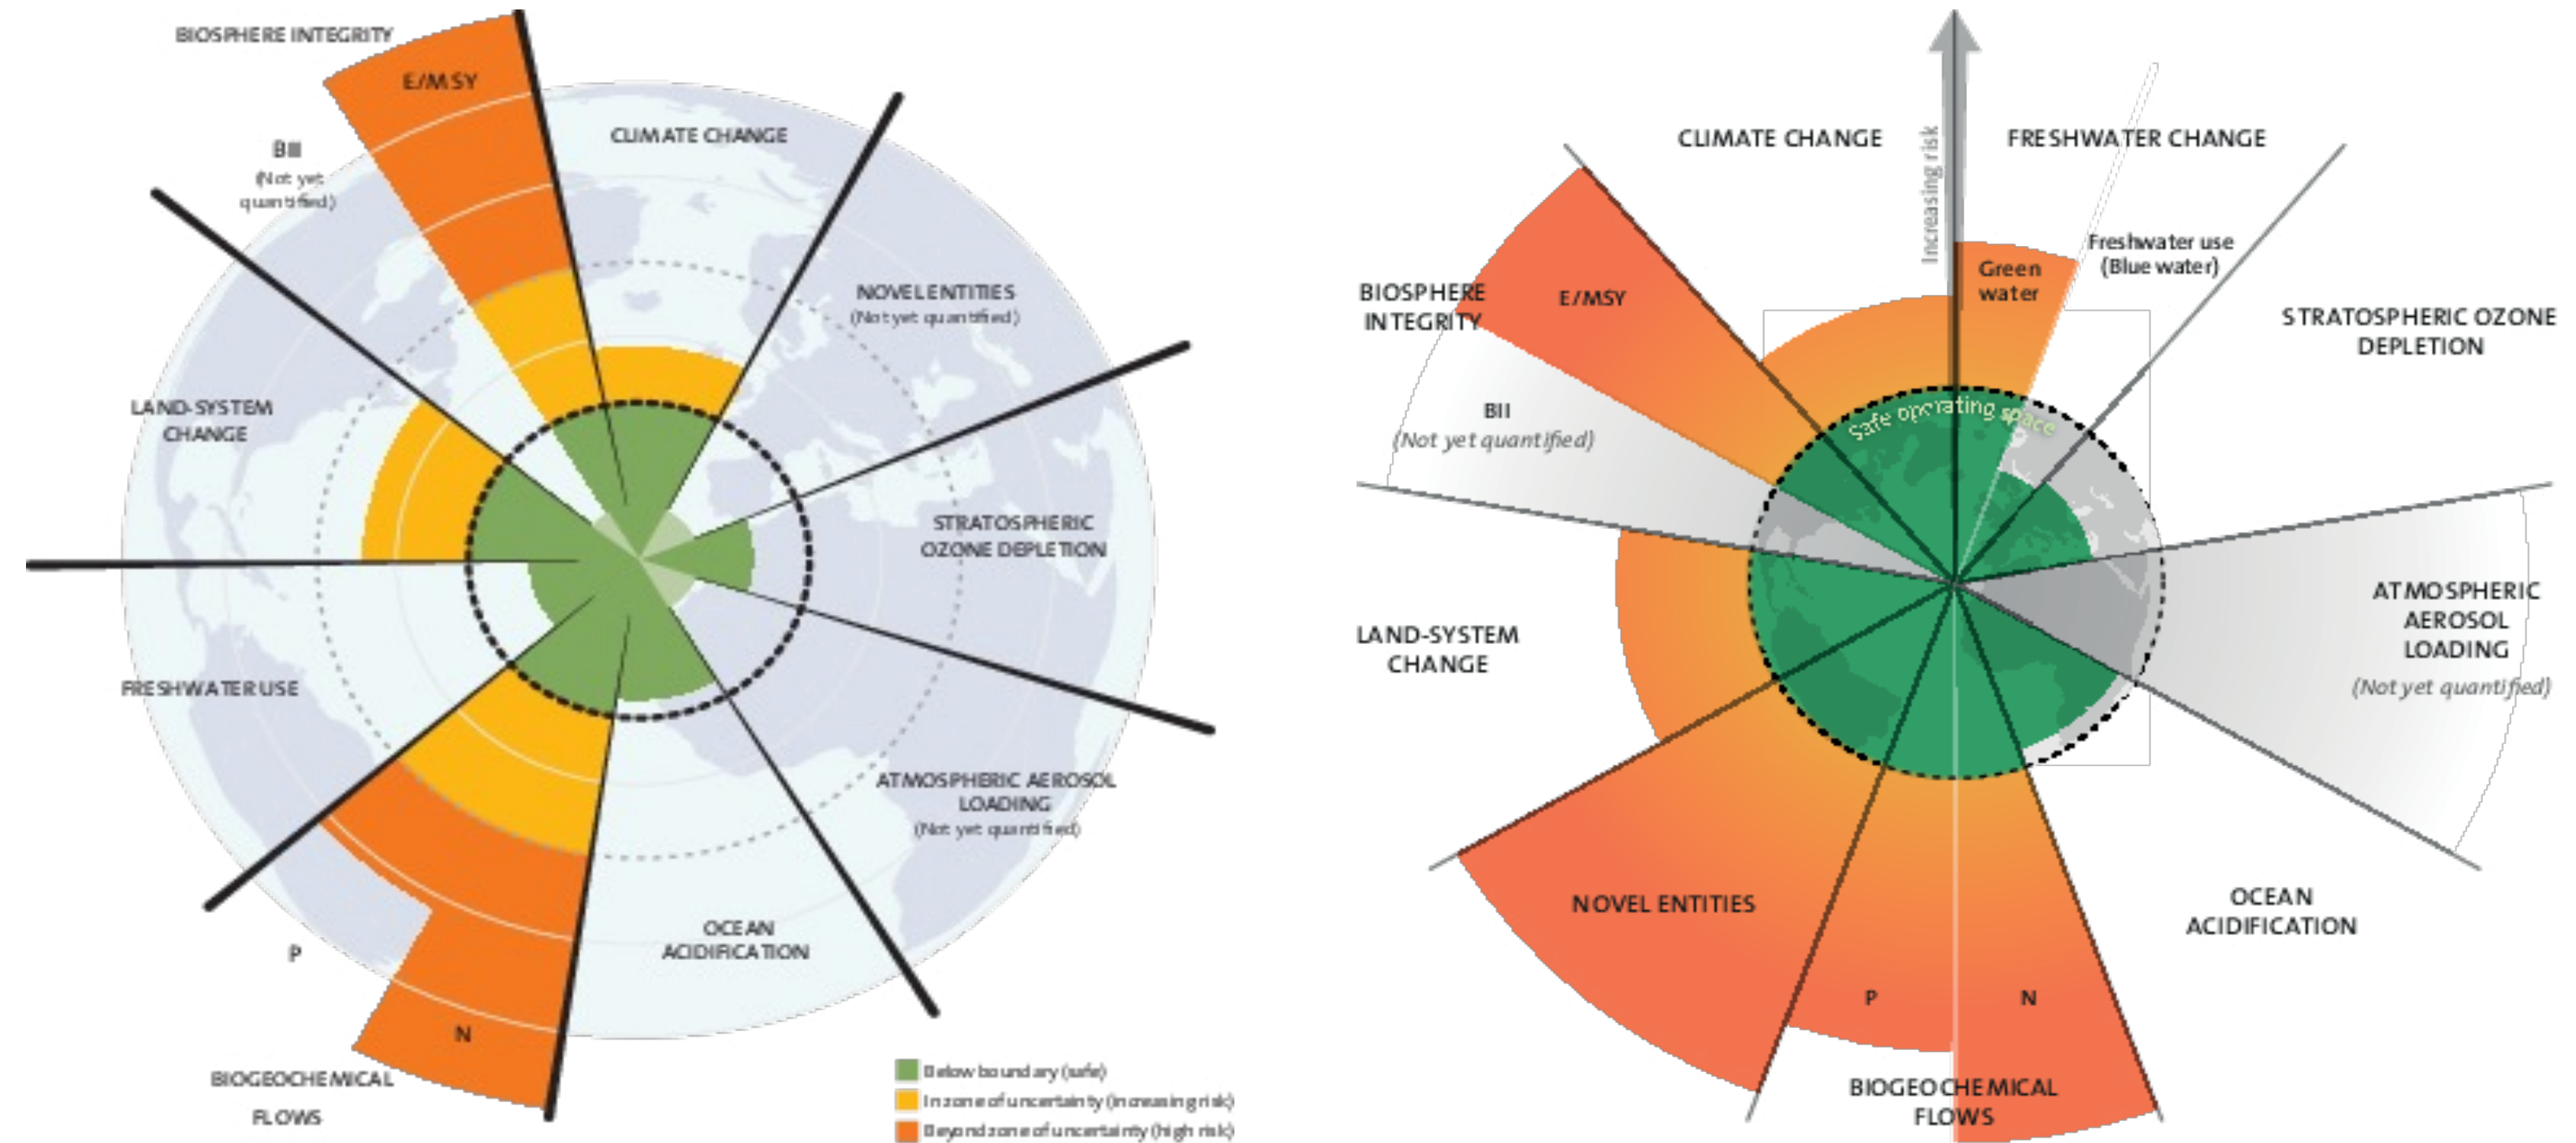 BIOSPHERE INTEGRITY
E/MSY
CLIMATE CHANGE
BII
(Not yet
quantified)
NOVEL ENTITIES
(Not yet quantified)
LAND-SYSTEM
CHANGE
STRATOSPHERIC
OZONE DEPLETION
FRESHWATER USE
ATMOSPHERIC AEROSOL
LOADING
(Not yet quantified)
OCEAN
ACIDIFICATION
P
N
BIOGEOCHEMICAL
FLOWS
Below boundary (safe)
In zone of uncertainty (increasing risk)
Beyond zone of uncertainty (high risk)
CLIMATE CHANGE
Increasing risk
FRESHWATER CHANGE
Green
water
Freshwater use
(Blue water)
BIOSPHERE
INTEGRITY
E/MSY
STRATOSPHERIC OZONE
DEPLETION
BII
(Not yet quantified)
Safe operating space
ATMOSPHERIC
AEROSOL
LOADING
(Not yet quantified)
LAND-SYSTEM
CHANGE
NOVEL ENTITIES
OCEAN
ACIDIFICATION
P
N
BIOGEOCHEMICAL
FLOWS